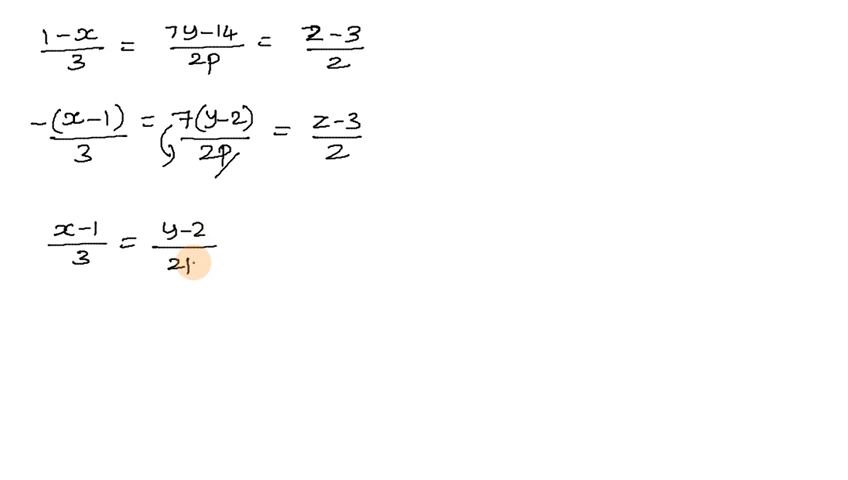 1-x/3 = 7y-14/2p = z-3/2
-(x-1)/3 = 7(y-2)/2p = z-3/2
x-1/3 = y-2/2